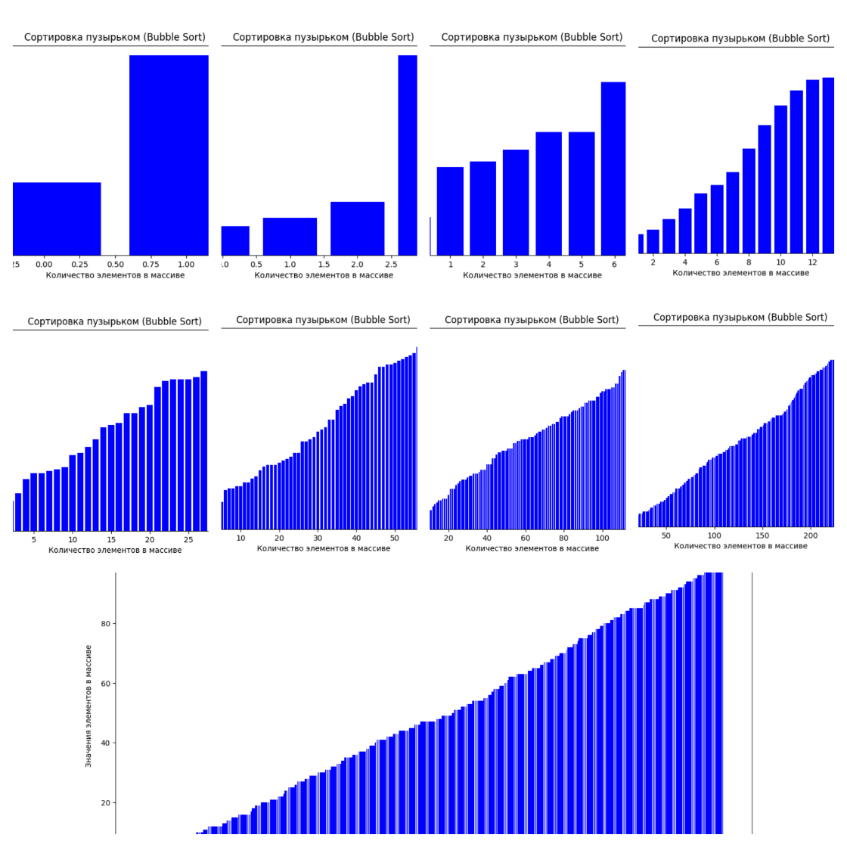 Сортировка пузырьком (Bubble Sort)
Сортировка пузырьком (Bubble Sort)
Сортировка пузырьком (Bubble Sort)
Сортировка пузырьком (Bubble Sort)
25 0.00 0.25 0.50 0.75 1.00
Количество элементов в массиве
.0 0.5 1.0 1.5 2.0 2.5
Количество элементов в массиве
1 2 3 4 5 6
Количество элементов в массиве
2 4 6 8 10 12
Количество элементов в массиве
Сортировка пузырьком (Bubble Sort)
Сортировка пузырьком (Bubble Sort)
Сортировка пузырьком (Bubble Sort)
Сортировка пузырьком (Bubble Sort)
5 10 15 20 25
Количество элементов в массиве
10 20 30 40 50
Количество элементов в массиве
20 40 60 80 100
Количество элементов в массиве
50 100 150 200
Количество элементов в массиве
Значения элементов в массиве
80
60
40
20